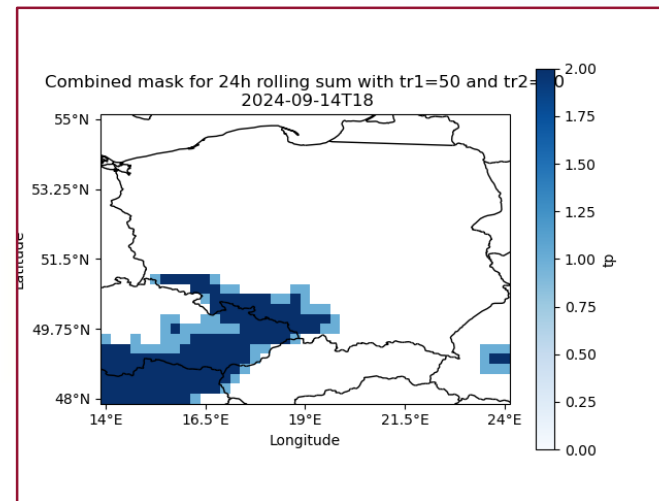 Combined mask for 24h rolling sum with tr1=50 and tr2= 0
2024-09-14T18
55°N
53.25°N
51.5°N
49.75°N
48°N
Latitude
14°E 16.5°E 19°E 21.5°E 24°E
Longitude
2.00
1.75
1.50
1.25
1.00
0.75
0.50
0.25
0.00
tp